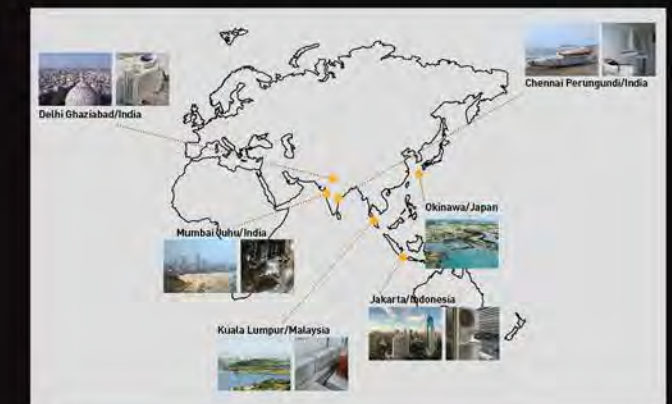 Chennai Perungundi/India
Delhi Ghaziabad/India
Okinawa/Japan
Mumbai Juhu/India
Jakarta/Indonesia
Kuala Lumpur/Malaysia